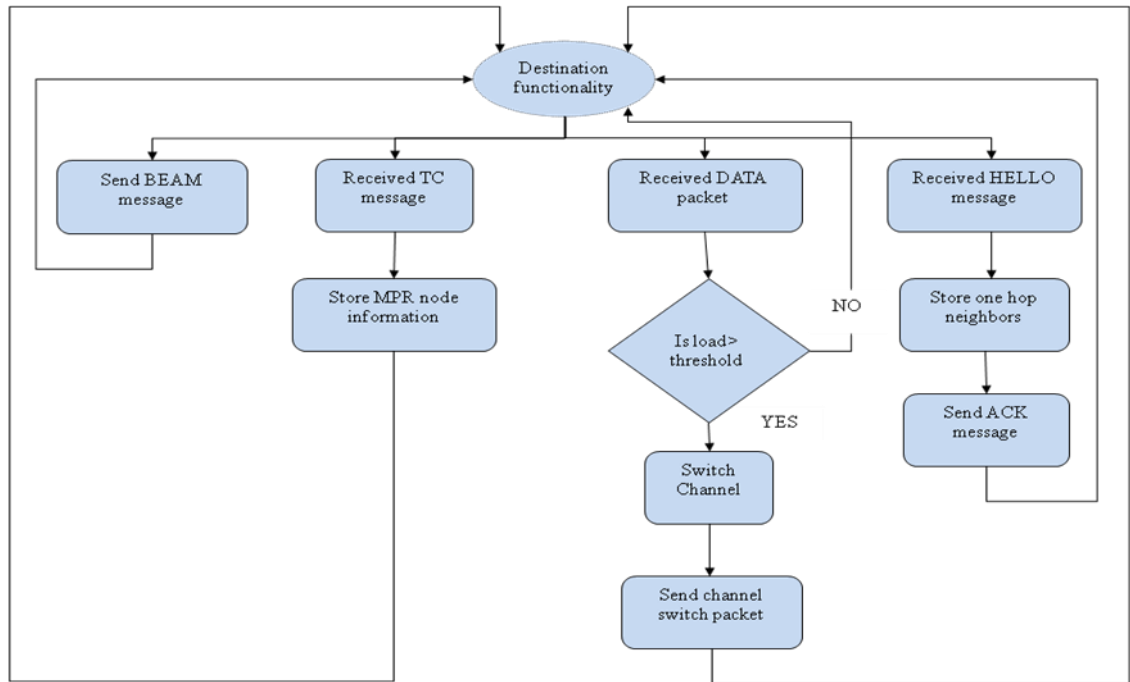 Destination
functionality
Send BEAM
message
Received TC
message
Received DATA
packet
Received HELLO
message
Store MPR node
information
NO
Store one hop
neighbors
Is load>
threshold
YES
Send ACK
message
Switch
Channel
Send channel
switch packet